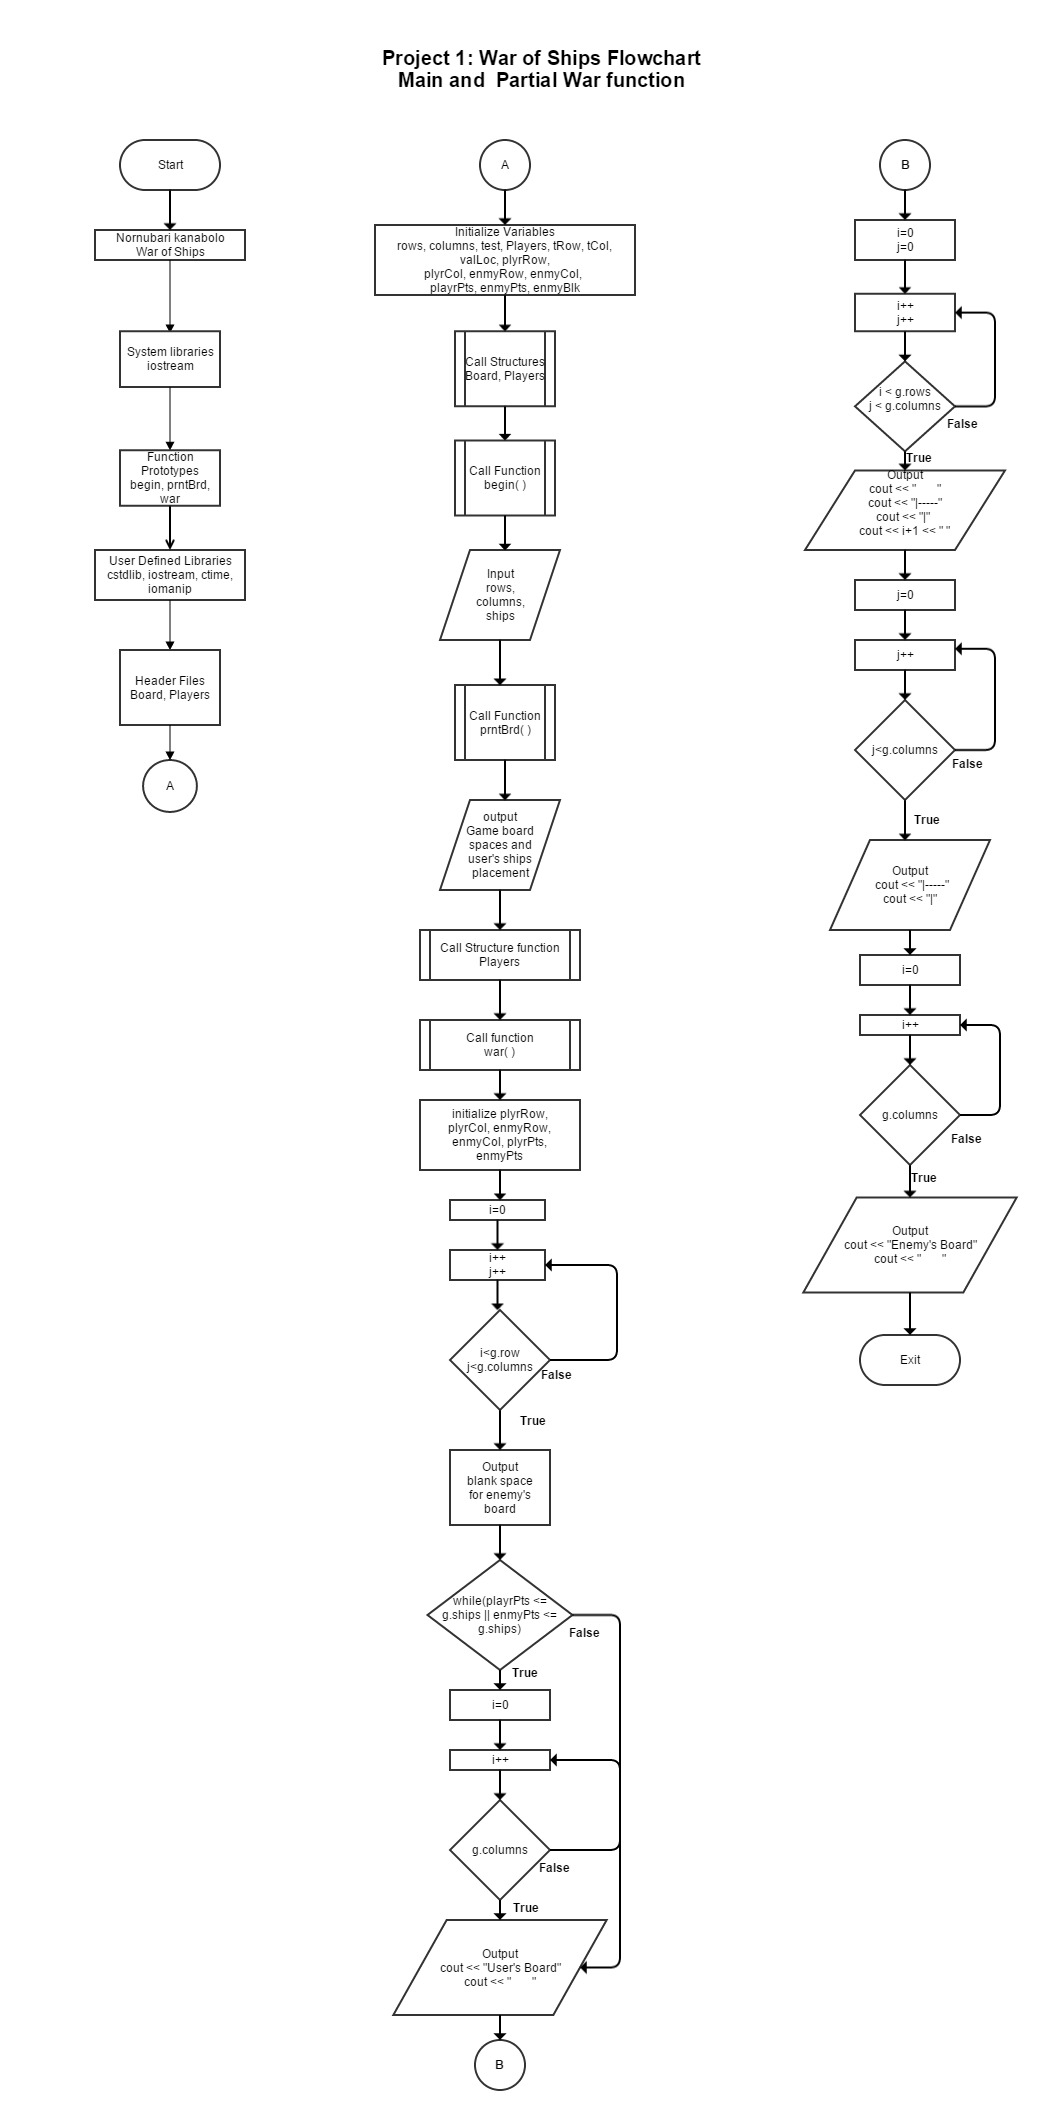 Project 1: War of Ships Flowchart
Main and  Partial War function
Start
Nornubari kanabolo
War of Ships
System libraries
iostream
Function
Prototypes
begin, prntBrd,
war
User Defined Libraries
cstdlib, iostream, ctime,
iomanip
Header Files
Board, Players
A
A
Initialize Variables
rows, columns, test, Players, tRow, tCol,
valLoc, plyrRow,
plyrCol, enmyRow, enmyCol,
playrPts, enmyPts, enmyBlk
Call Structures
Board, Players
Call Function
begin( )
Input
rows,
columns,
ships
Call Function
prntBrd( )
output
Game board
spaces and
user's ships
placement
Call Structure function
Players
Call function
war( )
initialize plyrRow,
plyrCol, enmyRow,
enmyCol, plyrPts,
enmyPts
i=0
i++
j++
i<g.row
j<g.columns
False
True
Output
blank space
for enemy's
board
while(playrPts <=
g.ships || enmyPts <=
g.ships)
False
True
i=0
i++
g.columns
False
True
Output
cout << "User's Board"
cout << "      "
B
B
i=0
j=0
i++
j++
i < g.rows
j < g.columns
False
True
Output
cout << "      "
cout << "|-----"
cout << "|"
cout << i+1 << " "
j=0
j++
j<g.columns
False
True
Output
cout << "|-----"
cout << "|"
i=0
i++
g.columns
False
True
Output
cout << "Enemy's Board"
cout << "      "
Exit